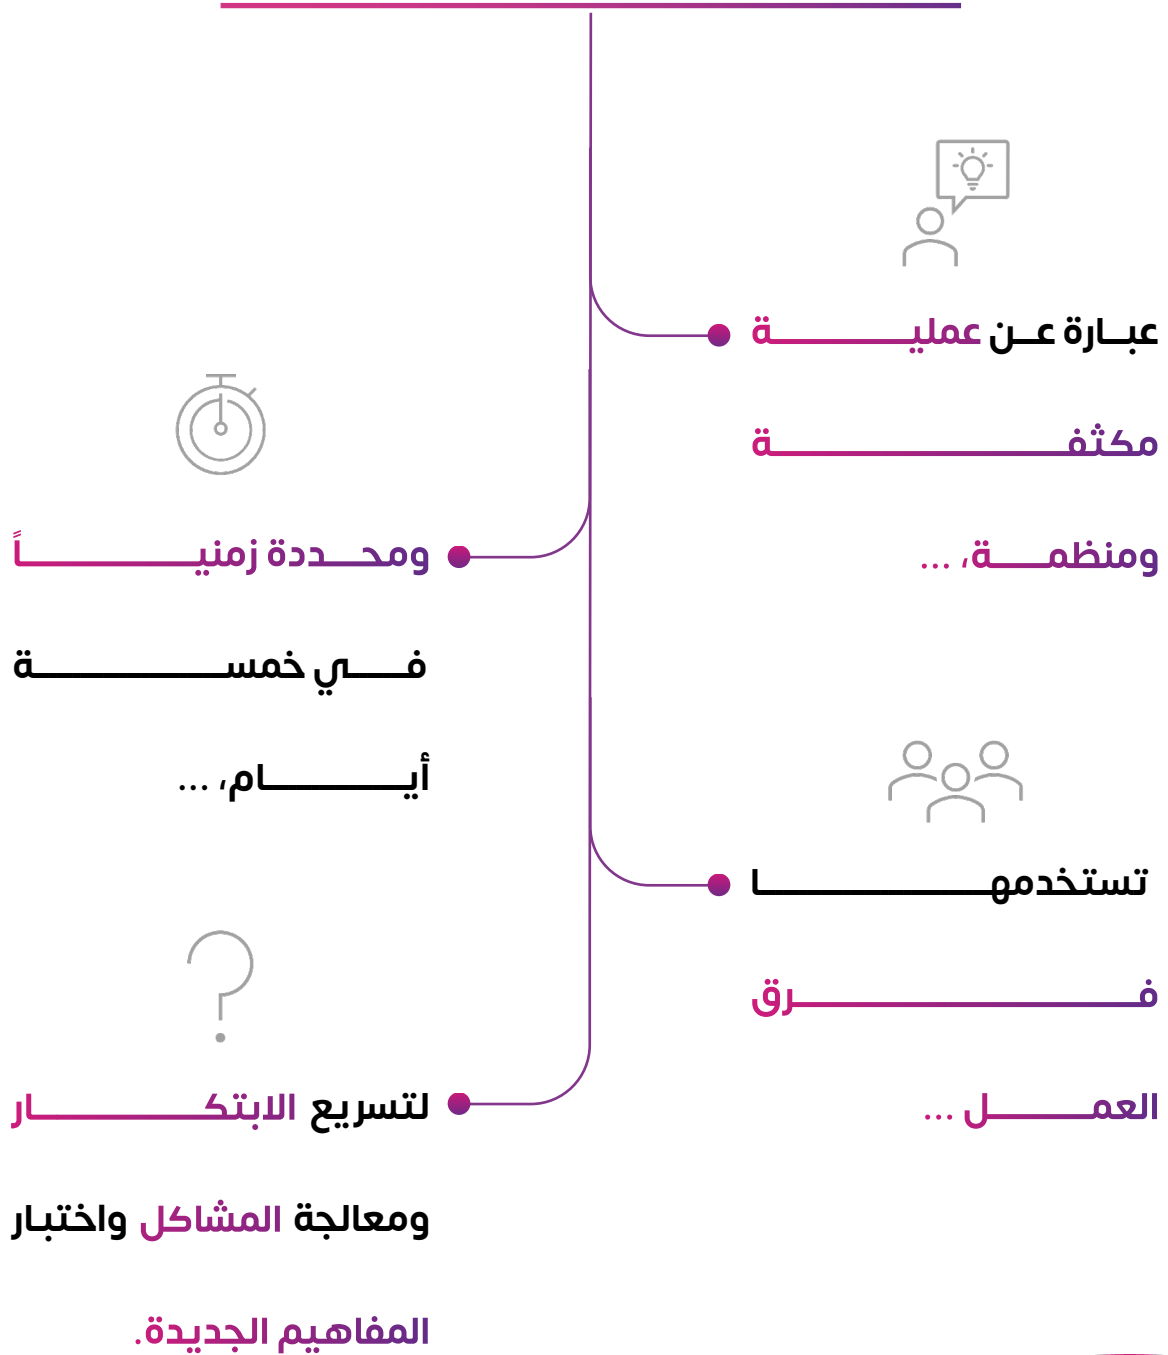 عبارة عن عملية
مكثفة
ومنظمة، ...
ومحددة زمنياً
في خمسة
أيام، ...
تستخدمها
فرق
العمل ...
لتسريع الابتكار
ومعالجة المشاكل واختبار
المفاهيم الجديدة.